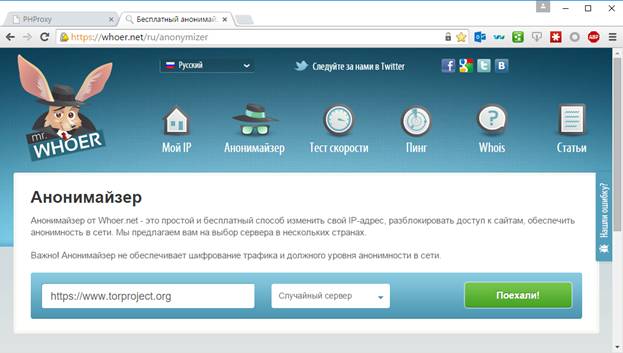 PHProxy
Бесплатный анонимай
https://whoer.net/ru/anonymizer
ABP
Русский
Следуйте за нами в Twitter
mr.
WHOER
Мой IP
Анонимайзер
Тест скорости
Пинг
Whois
Статьи
Нашли ошибку?
Анонимайзер
Анонимайзер от Whoer.net - это простой и бесплатный способ изменить свой IP-адрес, разблокировать доступ к сайтам, обеспечить
анонимность в сети. Мы предлагаем вам на выбор сервера в нескольких странах.
Важно! Анонимайзер не обеспечивает шифрование трафика и должного уровня анонимности в сети.
https://www.torproject.org
Случайный сервер
Поехали!